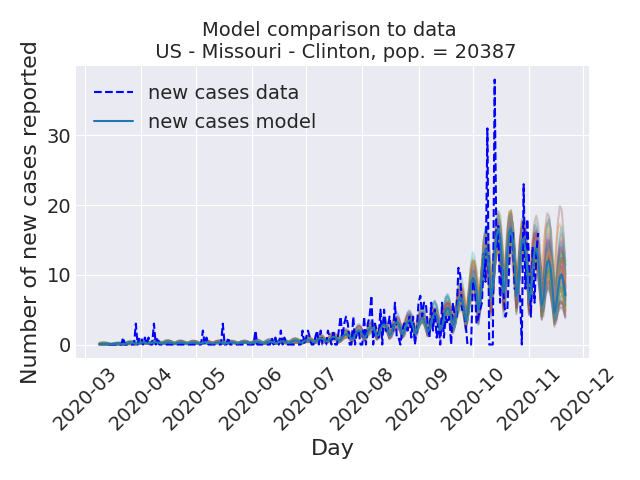 Model comparison to data
US - Missouri - Clinton, pop. = 20387
Number of new cases reported
new cases data
new cases model
30
20
10
0
2020-03
2020-04
2020-05
2020-06
2020-07
2020-08
2020-09
2020-10
2020-11
2020-12
Day